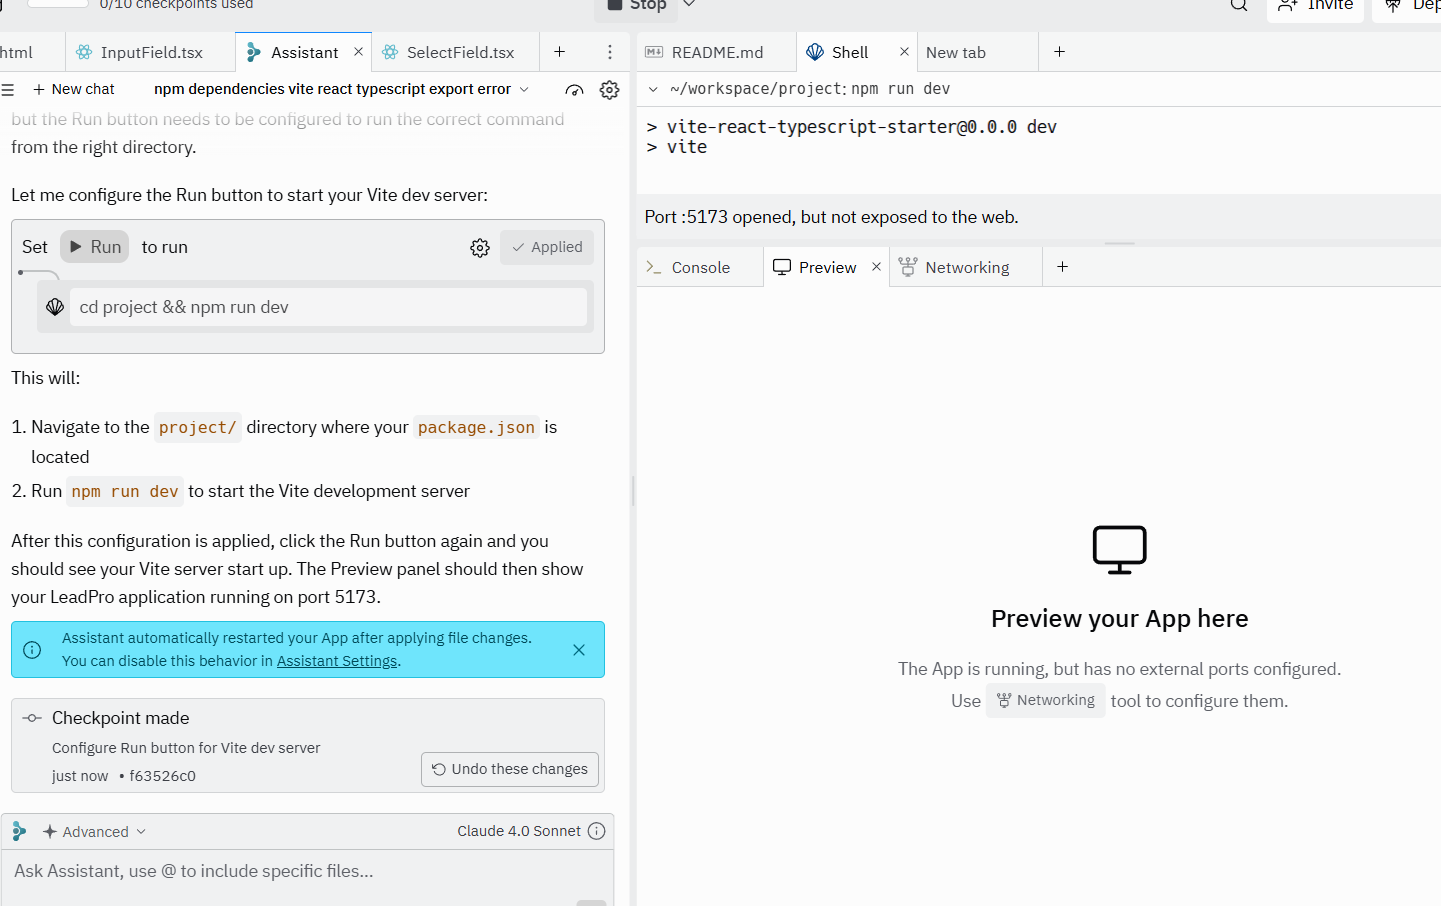 0/10 checkpoints used
Stop
Invite
html
InputField.tsx
Assistant
SelectField.tsx
New chat
npm dependencies vite react typescript export error
but the Run button needs to be configured to run the correct command
from the right directory.
Let me configure the Run button to start your Vite dev server:
Set Run to run
Applied
cd project && npm run dev
This will:
1. Navigate to the project/ directory where your package.json is
located
2. Run npm run dev to start the Vite development server
After this configuration is applied, click the Run button again and you
should see your Vite server start up. The Preview panel should then show
your LeadPro application running on port 5173.
Assistant automatically restarted your App after applying file changes.
You can disable this behavior in Assistant Settings.
Checkpoint made
Configure Run button for Vite dev server
just now • f63526c0
Undo these changes
Advanced
Claude 4.0 Sonnet
Ask Assistant, use @ to include specific files...
README.md
Shell
New tab
~/workspace/project: npm run dev
> vite-react-typescript-starter@0.0.0 dev
> vite
Port :5173 opened, but not exposed to the web.
Console
Preview
Networking
Preview your App here
The App is running, but has no external ports configured.
Use Networking tool to configure them.